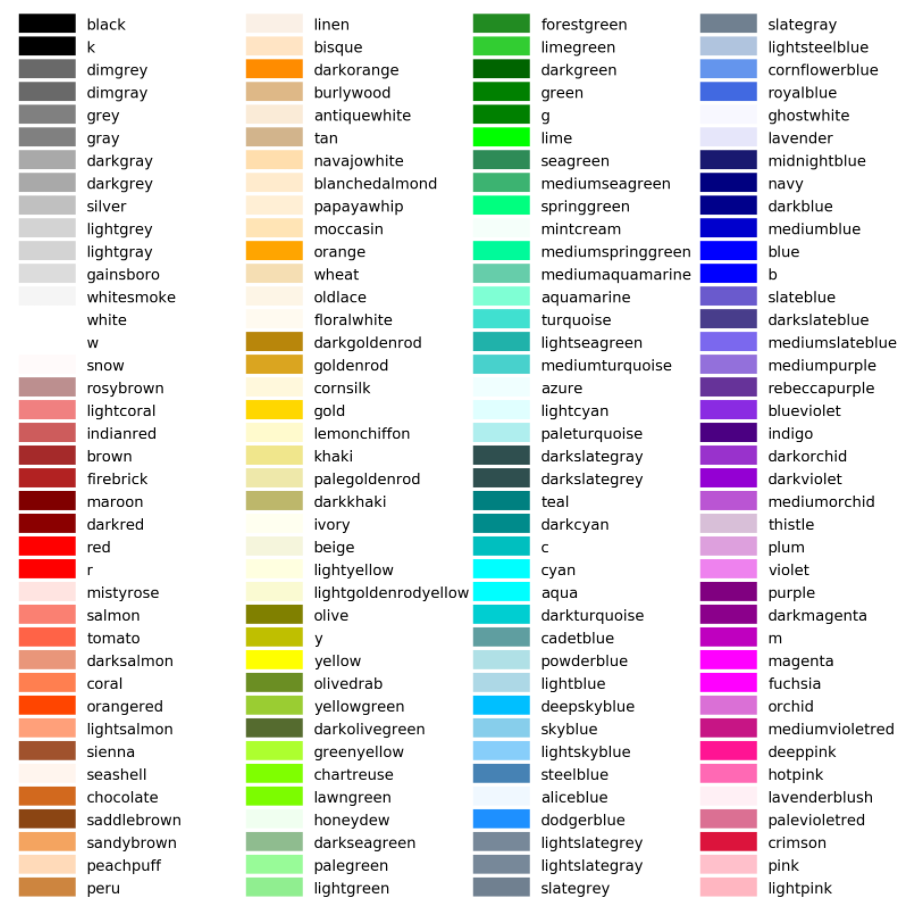 black
k
dimgrey
dimgray
grey
gray
darkgray
darkgrey
silver
lightgrey
lightgray
gainsboro
whitesmoke
white
w
snow
rosybrown
lightcoral
indianred
brown
firebrick
maroon
darkred
red
r
mistyrose
salmon
tomato
darksalmon
coral
orangered
lightsalmon
sienna
seashell
chocolate
saddlebrown
sandybrown
peachpuff
peru
linen
bisque
darkorange
burlywood
antiquewhite
tan
navajowhite
blanchedalmond
papayawhip
moccasin
orange
wheat
oldlace
floralwhite
darkgoldenrod
goldenrod
cornsilk
gold
lemonchiffon
khaki
palegoldenrod
darkkhaki
ivory
beige
lightyellow
lightgoldenrodyellow
olive
y
yellow
olivedrab
yellowgreen
darkolivegreen
greenyellow
chartreuse
lawngreen
honeydew
darkseagreen
palegreen
lightgreen
forestgreen
limegreen
darkgreen
green
g
lime
seagreen
mediumseagreen
springgreen
mintcream
mediumspringgreen
mediumaquamarine
aquamarine
turquoise
lightseagreen
mediumturquoise
azure
lightcyan
paleturquoise
darkslategray
darkslategrey
teal
darkcyan
c
cyan
aqua
darkturquoise
cadetblue
powderblue
lightblue
deepskyblue
skyblue
lightskyblue
steelblue
aliceblue
dodgerblue
lightslategrey
lightslategray
slategrey
slategray
lightsteelblue
cornflowerblue
royalblue
ghostwhite
lavender
midnightblue
navy
darkblue
mediumblue
blue
b
slateblue
darkslateblue
mediumslateblue
mediumpurple
rebeccapurple
blueviolet
indigo
darkorchid
darkviolet
mediumorchid
thistle
plum
violet
purple
darkmagenta
m
magenta
fuchsia
orchid
mediumvioletred
deeppink
hotpink
lavenderblush
palevioletred
crimson
pink
lightpink